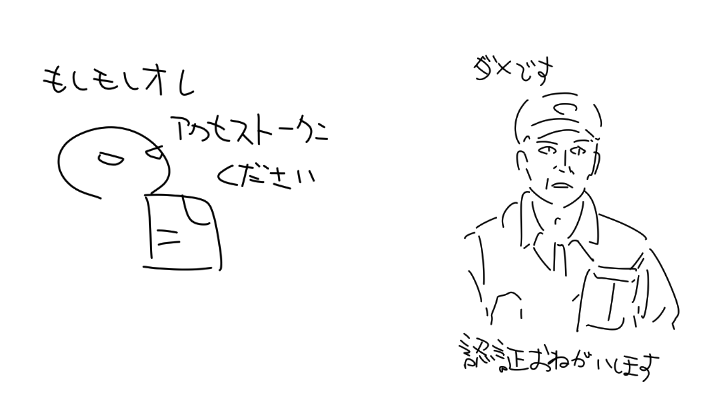 もしもしオレ
アクセストークン
ください
ダメです
認証おねがいします